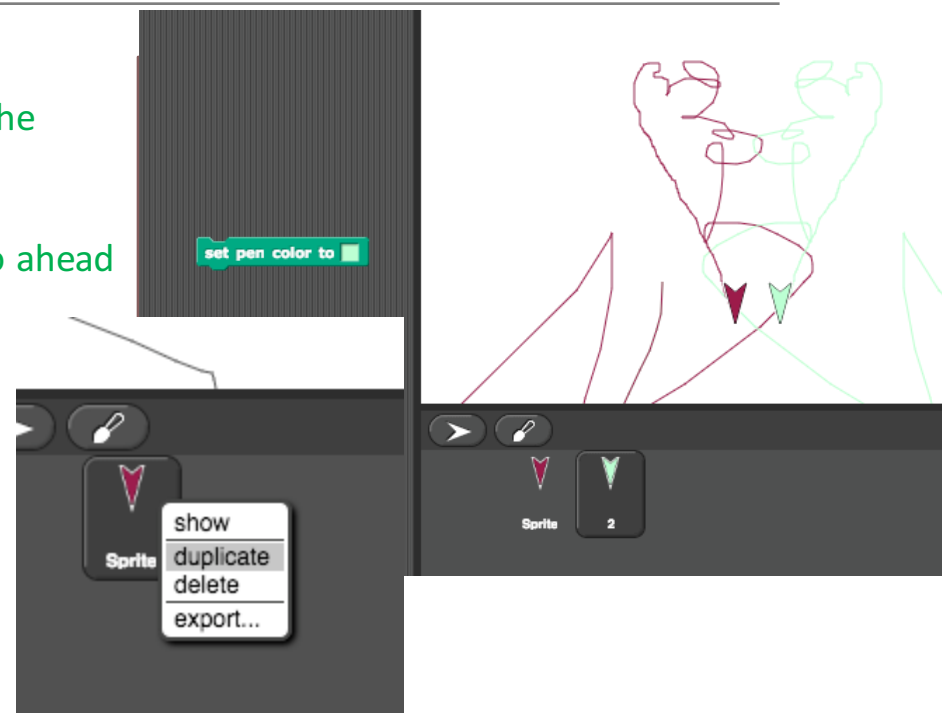 he
ahead
set pen color to
Sprite
show
duplicate
delete
export...
Sprite
2